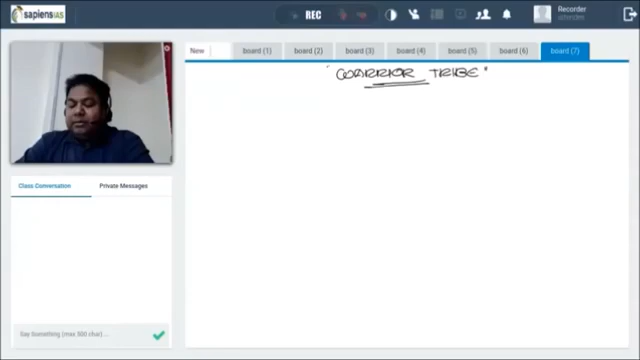 sapiensIAS
REC
Recorder
attendee
New
board (1)
board (2)
board (3)
board (4)
board (5)
board (6)
board (7)
"WARRIOR TRIBE"
Class Conversation
Private Messages
Say Something (max 500 char)...